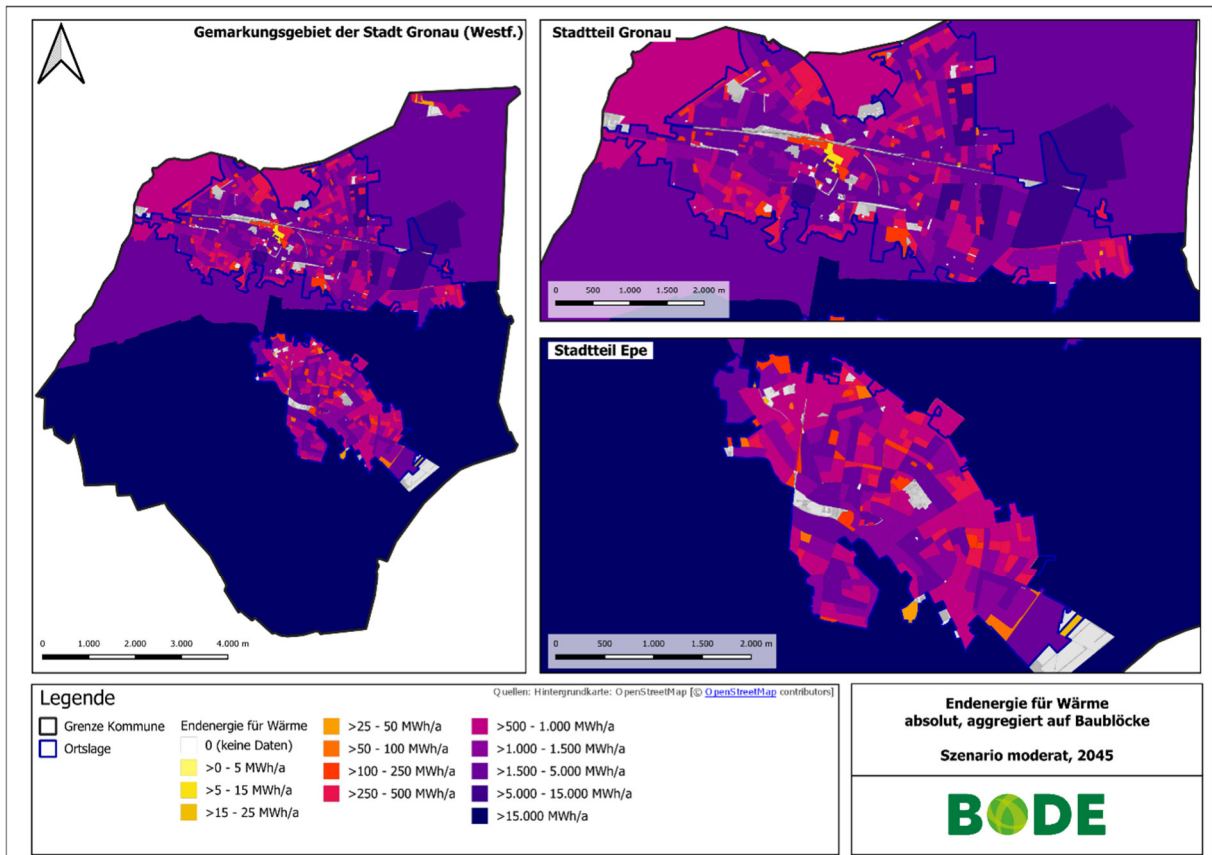 Gemarkungsgebiet der Stadt Gronau (Westf.)
0 1.000 2.000 3.000 4.000 m
Stadtteil Gronau
0 500 1.000 1.500 2.000 m
Stadtteil Epe
0 500 1.000 1.500 2.000 m
Legende
Quellen: Hintergrundkarte: OpenStreetMap [© OpenStreetMap contributors]
Grenze Kommune
Ortslage
Endenergie für Wärme
0 (keine Daten)
>0 - 5 MWh/a
>5 - 15 MWh/a
>15 - 25 MWh/a
>25 - 50 MWh/a
>50 - 100 MWh/a
>100 - 250 MWh/a
>250 - 500 MWh/a
>500 - 1.000 MWh/a
>1.000 - 1.500 MWh/a
>1.500 - 5.000 MWh/a
>5.000 - 15.000 MWh/a
>15.000 MWh/a
Endenergie für Wärme
absolut, aggregiert auf Baublöcke
Szenario moderat, 2045
BODE